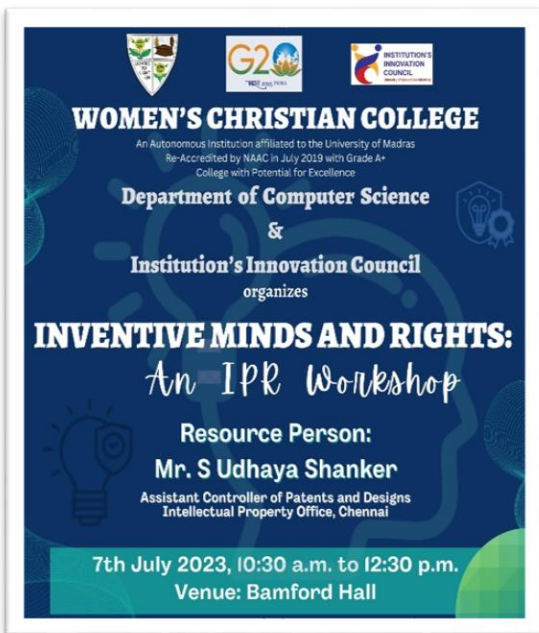 G20
INSTITUTION'S
INNOVATION
COUNCIL
WOMEN'S CHRISTIAN COLLEGE
An Autonomous Institution affiliated to the University of Madras
Re-Accredited by NAAC in July 2019 with Grade A+
College with Potential for Excellence
Department of Computer Science
&
Institution's Innovation Council
organizes
INVENTIVE MINDS AND RIGHTS:
An IPR Workshop
Resource Person:
Mr. S Udhaya Shanker
Assistant Controller of Patents and Designs
Intellectual Property Office, Chennai
7th July 2023, 10:30 a.m. to 12:30 p.m.
Venue: Bamford Hall